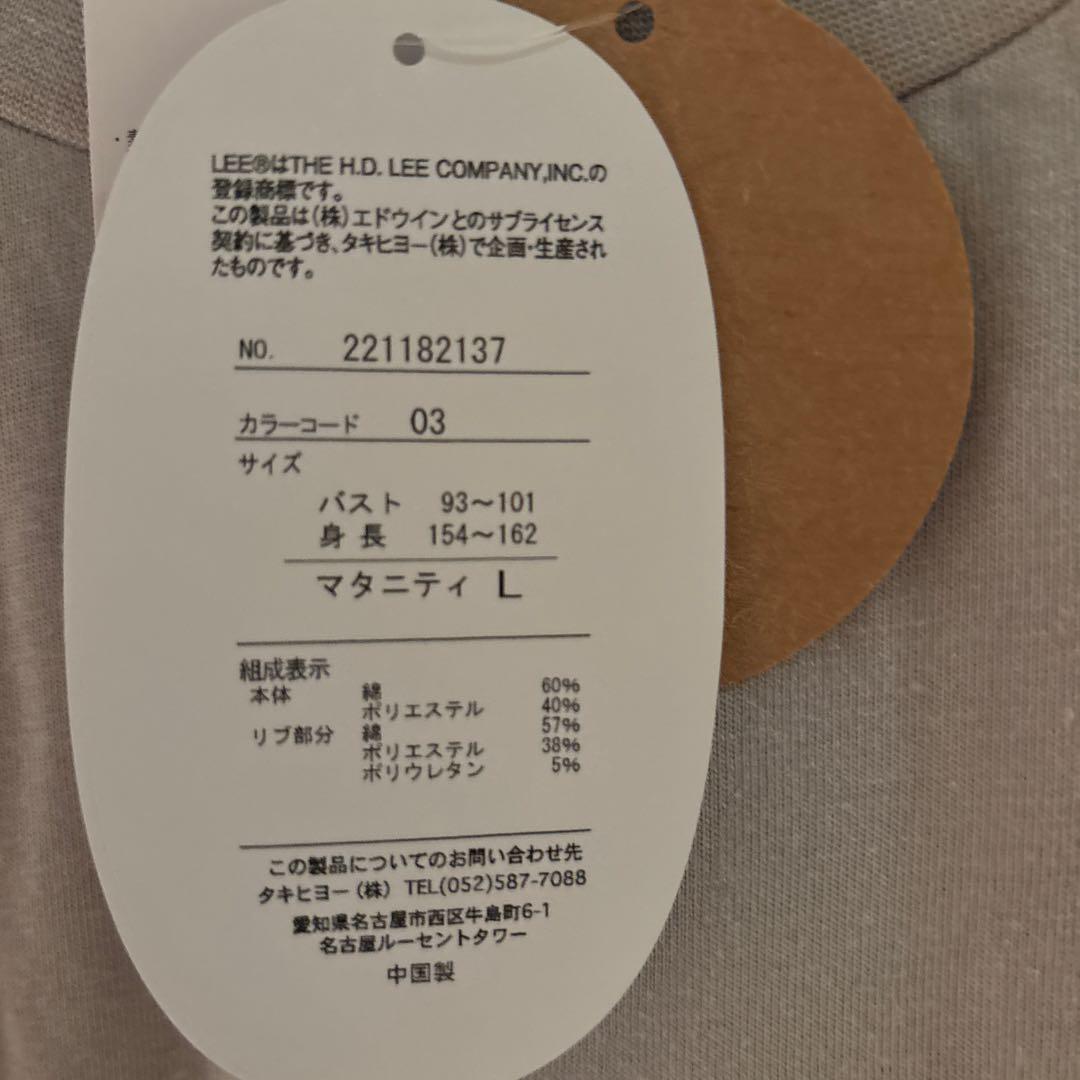 LEE®はTHE H.D. LEE COMPANY,INC.の
登録商標です。
この製品は(株)エドウインとのサブライセンス
契約に基づき、タキヒヨー(株)で企画・生産され
たものです。
NO. 221182137
カラーコード 03
サイズ
バスト 93〜101
身長 154〜162
マタニティ L
組成表示
本体 綿 60%
ポリエステル 40%
リブ部分 綿 57%
ポリエステル 38%
ポリウレタン 5%
この製品についてのお問い合わせ先
タキヒヨー(株) TEL(052)587-7088
愛知県名古屋市西区牛島町6-1
名古屋ルーセントタワー
中国製